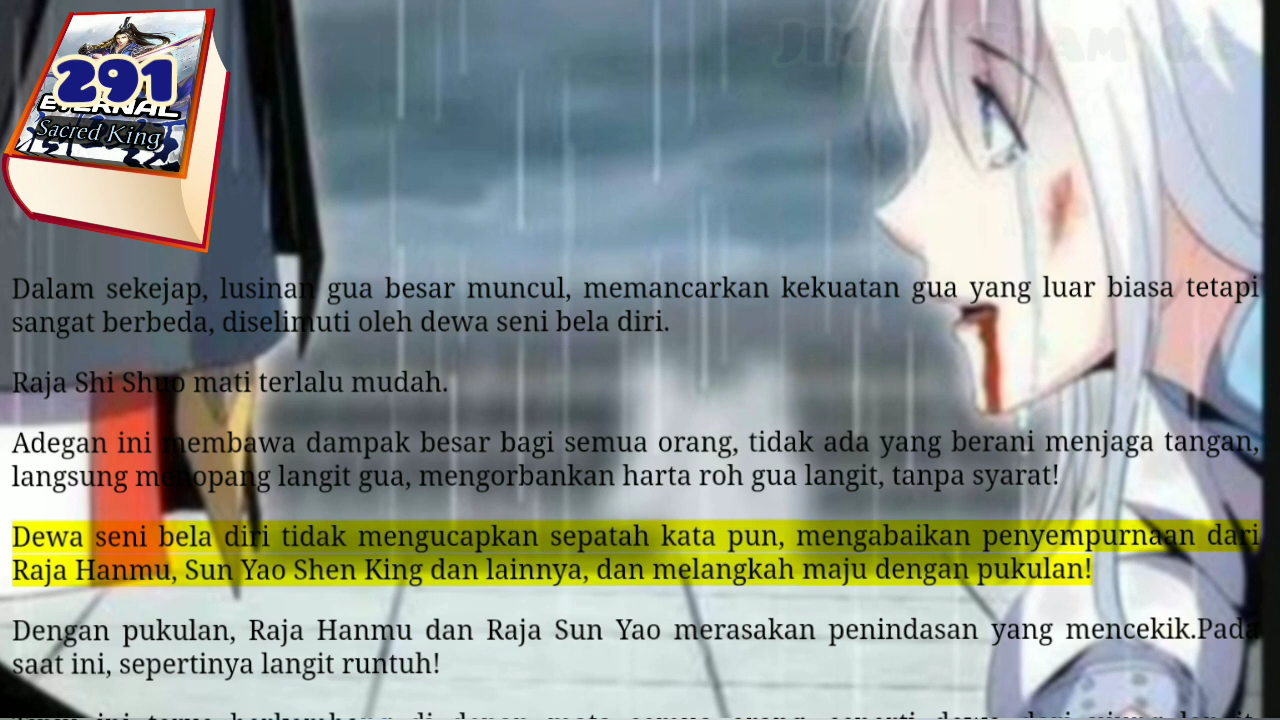 291
ETERNAL
Sacred King
Dalam sekejap, lusinan gua besar muncul, memancarkan kekuatan gua yang luar biasa tetapi
sangat berbeda, diselimuti oleh dewa seni bela diri.
Raja Shi Shuo mati terlalu mudah.
Adegan ini membawa dampak besar bagi semua orang, tidak ada yang berani menjaga tangan,
langsung menopang langit gua, mengorbankan harta roh gua langit, tanpa syarat!
Dewa seni bela diri tidak mengucapkan sepatah kata pun, mengabaikan penyempurnaan dari
Raja Hanmu, Sun Yao Shen King dan lainnya, dan melangkah maju dengan pukulan!
Dengan pukulan, Raja Hanmu dan Raja Sun Yao merasakan penindasan yang mencekik.Pada
saat ini, sepertinya langit runtuh!